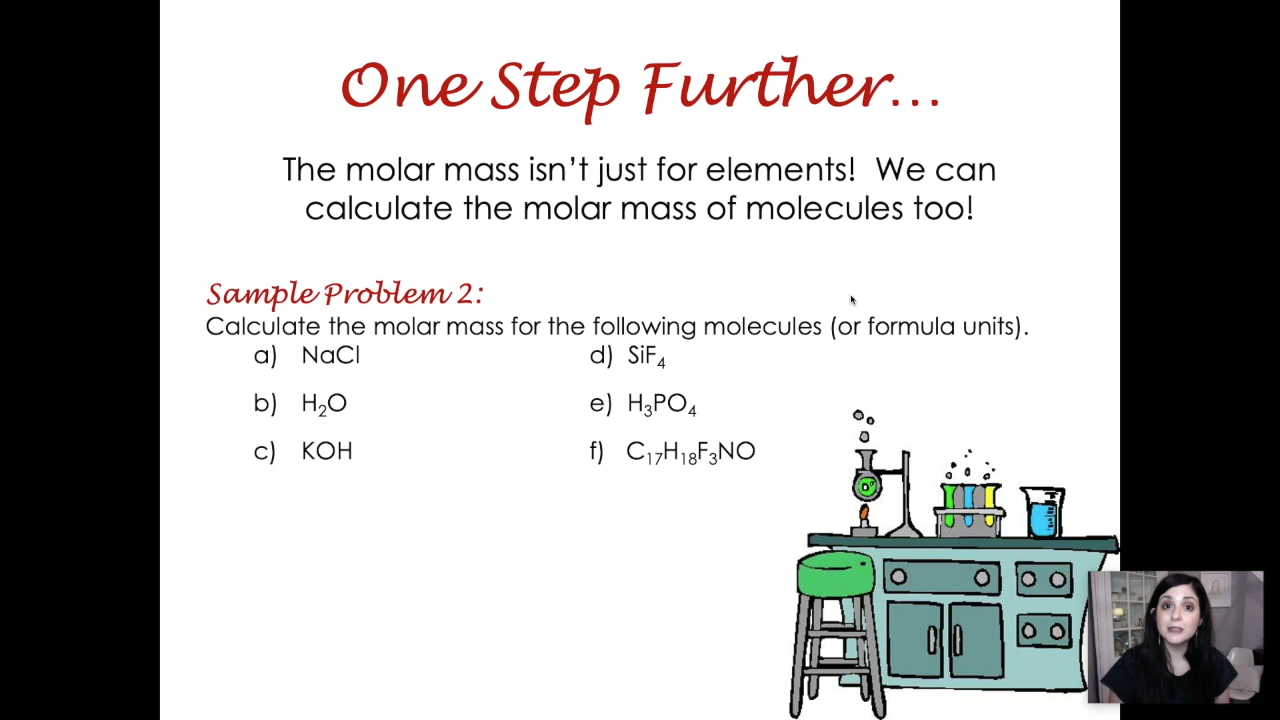 One Step Further...
The molar mass isn't just for elements!  We can
calculate the molar mass of molecules too!
Sample Problem 2:
Calculate the molar mass for the following molecules (or formula units).
a) NaCl
b) H₂O
c) KOH
d) SiF₄
e) H₃PO₄
f) C₁₇H₁₈F₃NO